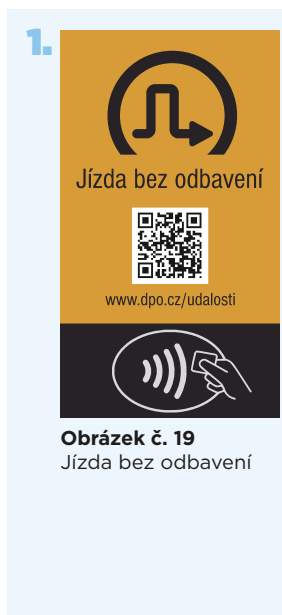 1.
Jízda bez odbavení
www.dpo.cz/udalosti
Obrázek č. 19
Jízda bez odbavení